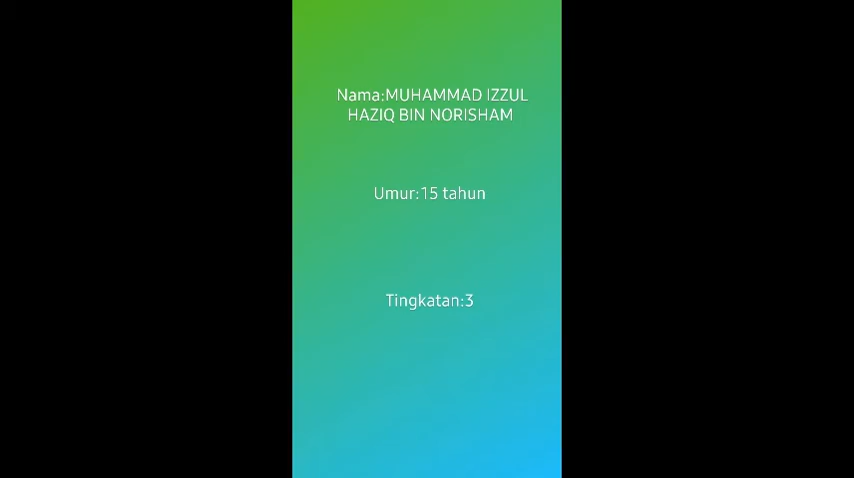 Nama:MUHAMMAD IZZUL
HAZIQ BIN NORISHAM
Umur:15 tahun
Tingkatan:3